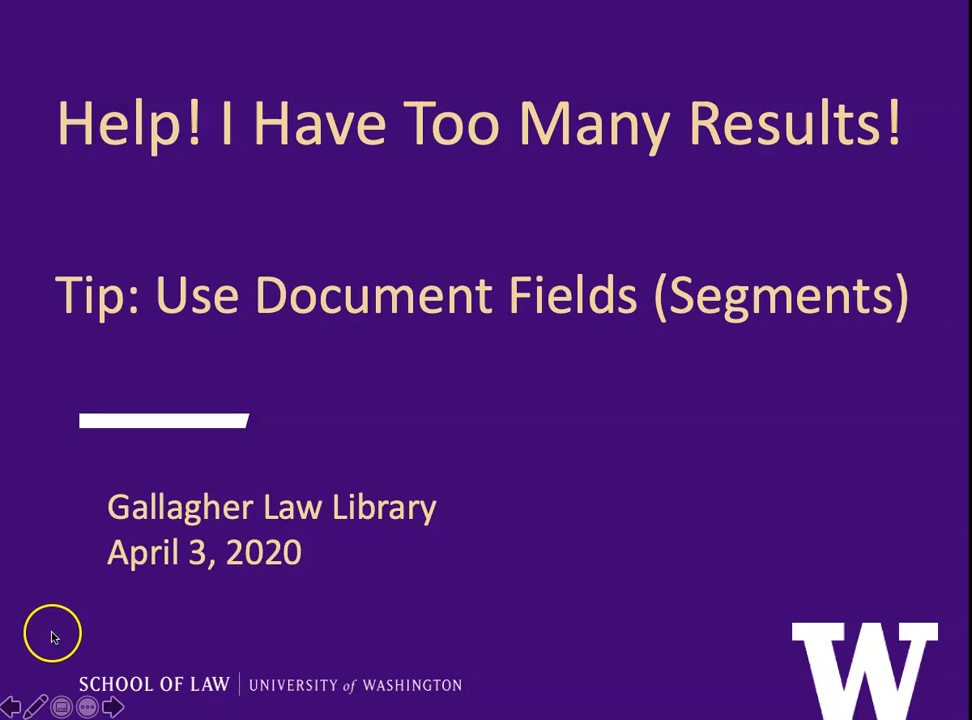 Help! I Have Too Many Results!
Tip: Use Document Fields (Segments)
Gallagher Law Library
April 3, 2020
W
SCHOOL OF LAW | UNIVERSITY of WASHINGTON